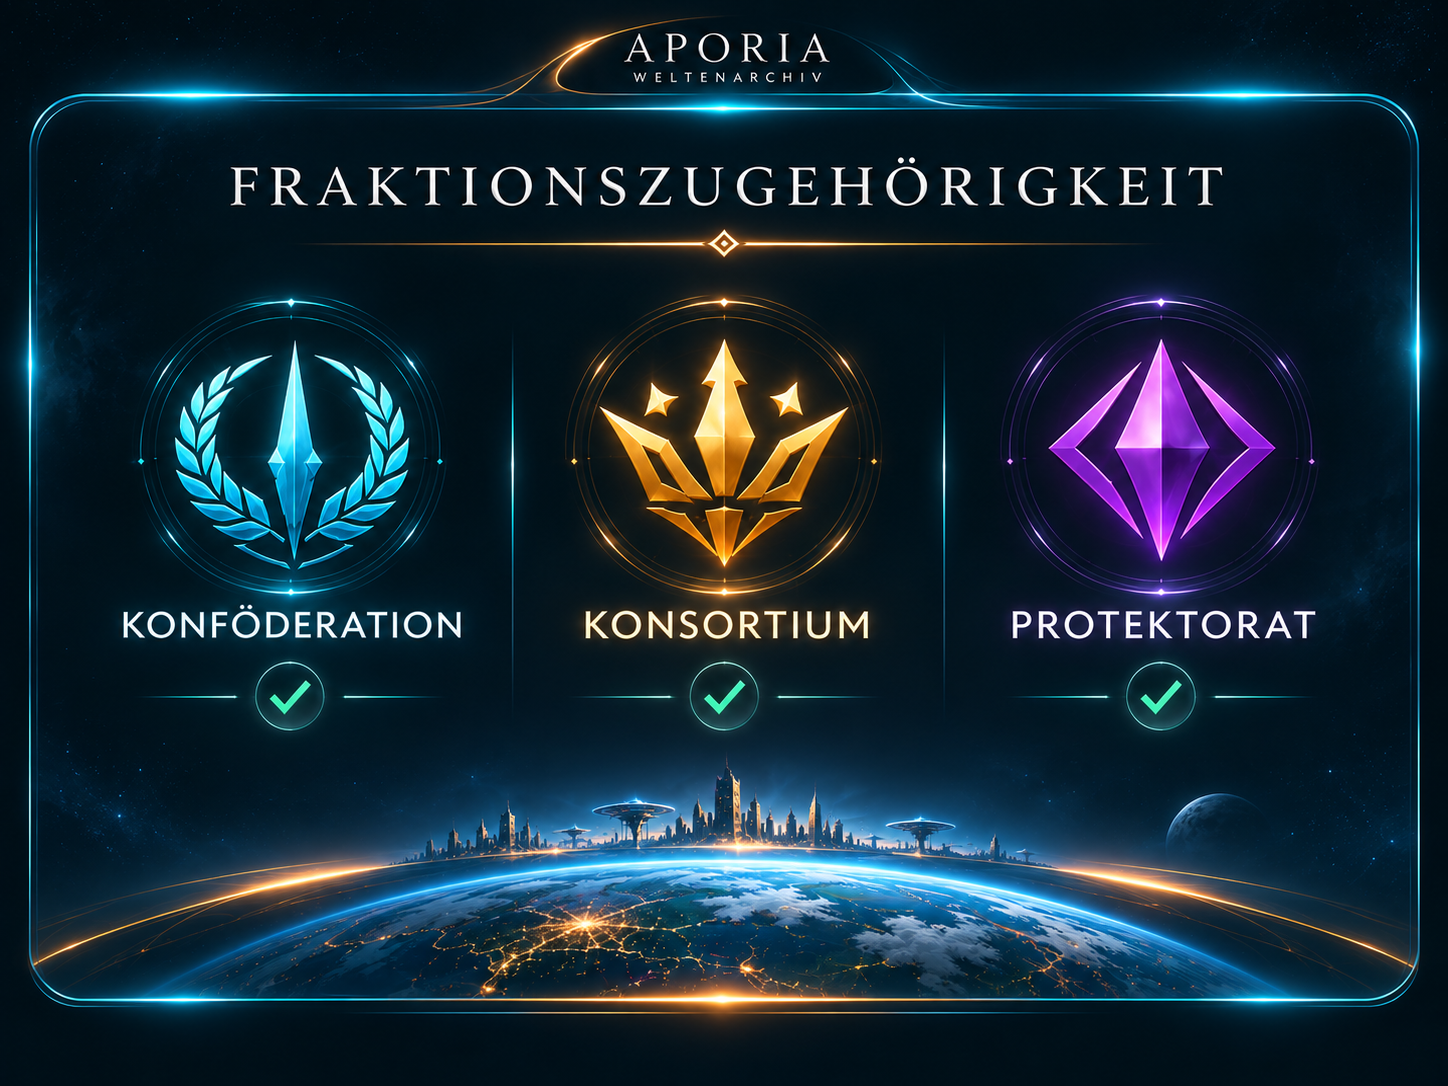 APORIA
WELTENARCHIV
FRAKTIONSZUGEHÖRIGKEIT
KONFÖDERATION
KONSORTIUM
PROTEKTORAT